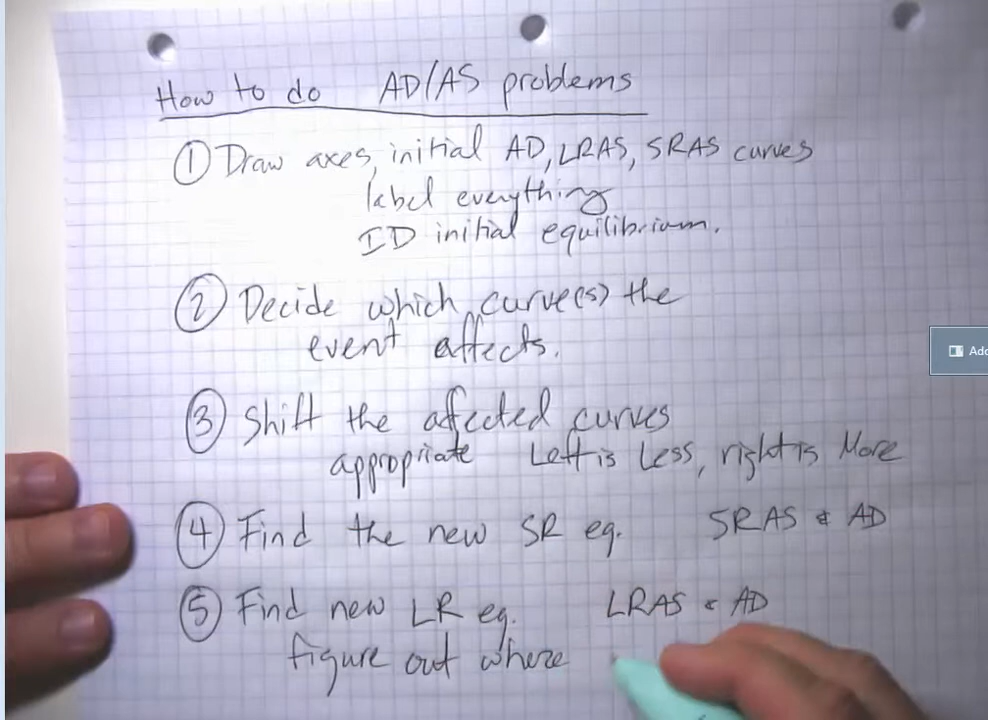 How to do AD/AS problems
① Draw axes, initial AD, LRAS, SRAS curves
label everything
ID initial equilibrium.
② Decide which curve(s) the
event affects.
③ Shift the affected curves
appropriate Left is Less, right is More
④ Find the new SR eq. SRAS & AD
⑤ Find new LR eq. LRAS & AD
figure out where